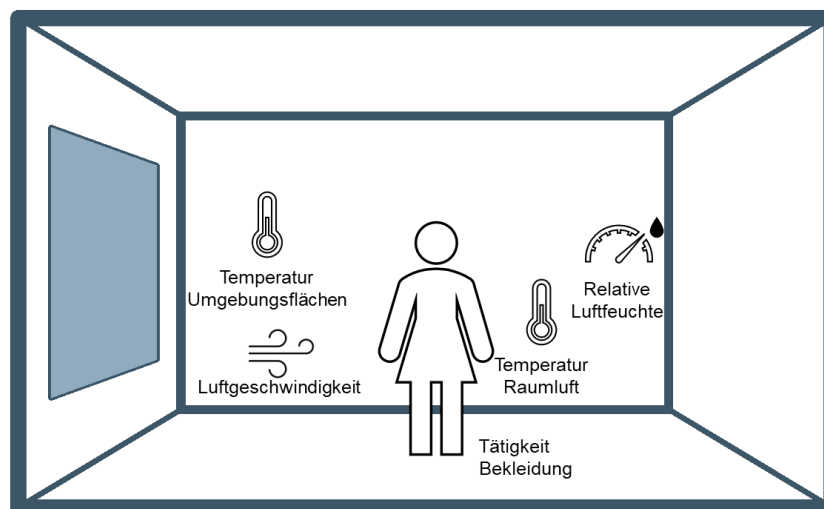 Temperatur
Umgebungsflächen
Luftgeschwindigkeit
Relative
Luftfeuchte
Temperatur
Raumluft
Tätigkeit
Bekleidung